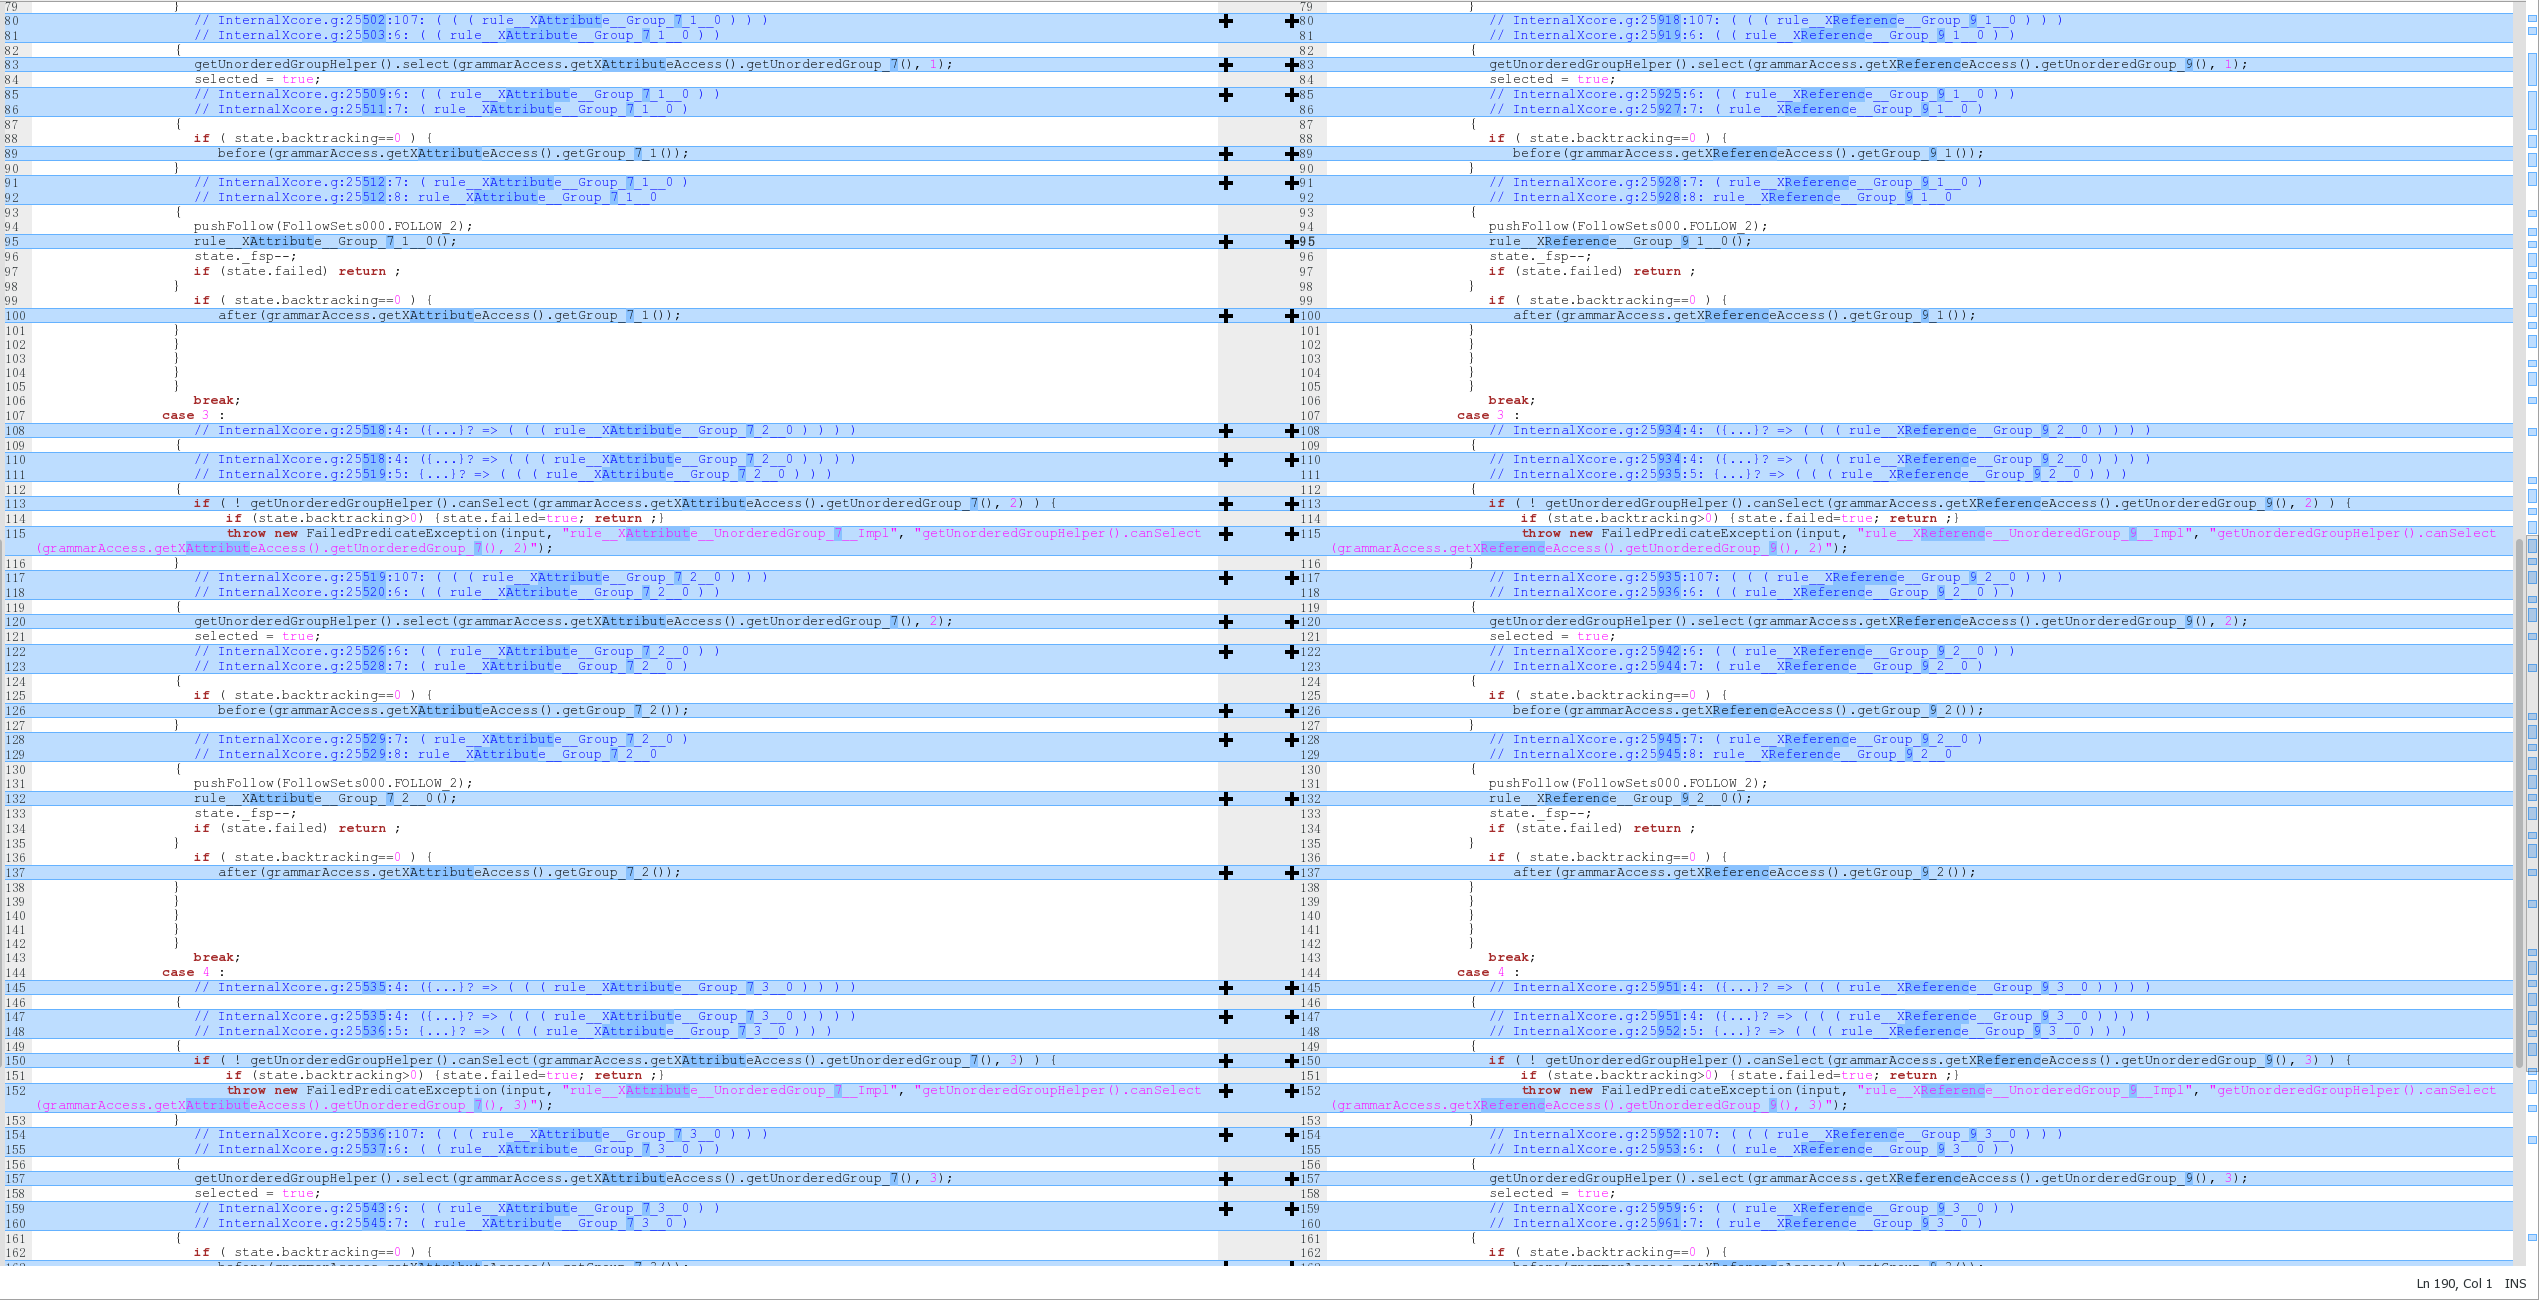 79 }
80 // InternalXcore.g:25502:107: ( ( ( rule__XAttribute__Group_7_1__0 ) ) )
81 // InternalXcore.g:25503:6: ( ( rule__XAttribute__Group_7_1__0 ) )
82 {
83 getUnorderedGroupHelper().select(grammarAccess.getXAttributeAccess().getUnorderedGroup_7(), 1);
84 selected = true;
85 // InternalXcore.g:25509:6: ( ( rule__XAttribute__Group_7_1__0 ) )
86 // InternalXcore.g:25511:7: ( rule__XAttribute__Group_7_1__0 )
87 {
88 if ( state.backtracking==0 ) {
89 before(grammarAccess.getXAttributeAccess().getGroup_7_1());
90 }
91 // InternalXcore.g:25512:7: ( rule__XAttribute__Group_7_1__0 )
92 // InternalXcore.g:25512:8: rule__XAttribute__Group_7_1__0
93 {
94 pushFollow(FollowSets000.FOLLOW_2);
95 rule__XAttribute__Group_7_1__0();
96 state._fsp--;
97 if (state.failed) return ;
98 }
99 if ( state.backtracking==0 ) {
100 after(grammarAccess.getXAttributeAccess().getGroup_7_1());
101 }
102 }
103 }
104 }
105 }
106 break;
107 case 3 :
108 // InternalXcore.g:25518:4: ({...}? => ( ( ( rule__XAttribute__Group_7_2__0 ) ) ) )
109 {
110 // InternalXcore.g:25518:4: ({...}? => ( ( ( rule__XAttribute__Group_7_2__0 ) ) ) )
111 // InternalXcore.g:25519:5: {...}? => ( ( ( rule__XAttribute__Group_7_2__0 ) ) )
112 {
113 if ( ! getUnorderedGroupHelper().canSelect(grammarAccess.getXAttributeAccess().getUnorderedGroup_7(), 2) ) {
114 if (state.backtracking>0) {state.failed=true; return ;}
115 throw new FailedPredicateException(input, "rule__XAttribute__UnorderedGroup_7__Impl", "getUnorderedGroupHelper().canSelect
(grammarAccess.getXAttributeAccess().getUnorderedGroup_7(), 2)");
116 }
117 // InternalXcore.g:25519:107: ( ( ( rule__XAttribute__Group_7_2__0 ) ) )
118 // InternalXcore.g:25520:6: ( ( rule__XAttribute__Group_7_2__0 ) )
119 {
120 getUnorderedGroupHelper().select(grammarAccess.getXAttributeAccess().getUnorderedGroup_7(), 2);
121 selected = true;
122 // InternalXcore.g:25526:6: ( ( rule__XAttribute__Group_7_2__0 ) )
123 // InternalXcore.g:25528:7: ( rule__XAttribute__Group_7_2__0 )
124 {
125 if ( state.backtracking==0 ) {
126 before(grammarAccess.getXAttributeAccess().getGroup_7_2());
127 }
128 // InternalXcore.g:25529:7: ( rule__XAttribute__Group_7_2__0 )
129 // InternalXcore.g:25529:8: rule__XAttribute__Group_7_2__0
130 {
131 pushFollow(FollowSets000.FOLLOW_2);
132 rule__XAttribute__Group_7_2__0();
133 state._fsp--;
134 if (state.failed) return ;
135 }
136 if ( state.backtracking==0 ) {
137 after(grammarAccess.getXAttributeAccess().getGroup_7_2());
138 }
139 }
140 }
141 }
142 }
143 break;
144 case 4 :
145 // InternalXcore.g:25535:4: ({...}? => ( ( ( rule__XAttribute__Group_7_3__0 ) ) ) )
146 {
147 // InternalXcore.g:25535:4: ({...}? => ( ( ( rule__XAttribute__Group_7_3__0 ) ) ) )
148 // InternalXcore.g:25536:5: {...}? => ( ( ( rule__XAttribute__Group_7_3__0 ) ) )
149 {
150 if ( ! getUnorderedGroupHelper().canSelect(grammarAccess.getXAttributeAccess().getUnorderedGroup_7(), 3) ) {
151 if (state.backtracking>0) {state.failed=true; return ;}
152 throw new FailedPredicateException(input, "rule__XAttribute__UnorderedGroup_7__Impl", "getUnorderedGroupHelper().canSelect
(grammarAccess.getXAttributeAccess().getUnorderedGroup_7(), 3)");
153 }
154 // InternalXcore.g:25536:107: ( ( ( rule__XAttribute__Group_7_3__0 ) ) )
155 // InternalXcore.g:25537:6: ( ( rule__XAttribute__Group_7_3__0 ) )
156 {
157 getUnorderedGroupHelper().select(grammarAccess.getXAttributeAccess().getUnorderedGroup_7(), 3);
158 selected = true;
159 // InternalXcore.g:25543:6: ( ( rule__XAttribute__Group_7_3__0 ) )
160 // InternalXcore.g:25545:7: ( rule__XAttribute__Group_7_3__0 )
161 {
162 if ( state.backtracking==0 ) {
79 }
80 // InternalXcore.g:25918:107: ( ( ( rule__XReference__Group_9_1__0 ) ) )
81 // InternalXcore.g:25919:6: ( ( rule__XReference__Group_9_1__0 ) )
82 {
83 getUnorderedGroupHelper().select(grammarAccess.getXReferenceAccess().getUnorderedGroup_9(), 1);
84 selected = true;
85 // InternalXcore.g:25925:6: ( ( rule__XReference__Group_9_1__0 ) )
86 // InternalXcore.g:25927:7: ( rule__XReference__Group_9_1__0 )
87 {
88 if ( state.backtracking==0 ) {
89 before(grammarAccess.getXReferenceAccess().getGroup_9_1());
90 }
91 // InternalXcore.g:25928:7: ( rule__XReference__Group_9_1__0 )
92 // InternalXcore.g:25928:8: rule__XReference__Group_9_1__0
93 {
94 pushFollow(FollowSets000.FOLLOW_2);
95 rule__XReference__Group_9_1__0();
96 state._fsp--;
97 if (state.failed) return ;
98 }
99 if ( state.backtracking==0 ) {
100 after(grammarAccess.getXReferenceAccess().getGroup_9_1());
101 }
102 }
103 }
104 }
105 }
106 break;
107 case 3 :
108 // InternalXcore.g:25934:4: ({...}? => ( ( ( rule__XReference__Group_9_2__0 ) ) ) )
109 {
110 // InternalXcore.g:25934:4: ({...}? => ( ( ( rule__XReference__Group_9_2__0 ) ) ) )
111 // InternalXcore.g:25935:5: {...}? => ( ( ( rule__XReference__Group_9_2__0 ) ) )
112 {
113 if ( ! getUnorderedGroupHelper().canSelect(grammarAccess.getXReferenceAccess().getUnorderedGroup_9(), 2) ) {
114 if (state.backtracking>0) {state.failed=true; return ;}
115 throw new FailedPredicateException(input, "rule__XReference__UnorderedGroup_9__Impl", "getUnorderedGroupHelper().canSelect
(grammarAccess.getXReferenceAccess().getUnorderedGroup_9(), 2)");
116 }
117 // InternalXcore.g:25935:107: ( ( ( rule__XReference__Group_9_2__0 ) ) )
118 // InternalXcore.g:25936:6: ( ( rule__XReference__Group_9_2__0 ) )
119 {
120 getUnorderedGroupHelper().select(grammarAccess.getXReferenceAccess().getUnorderedGroup_9(), 2);
121 selected = true;
122 // InternalXcore.g:25942:6: ( ( rule__XReference__Group_9_2__0 ) )
123 // InternalXcore.g:25944:7: ( rule__XReference__Group_9_2__0 )
124 {
125 if ( state.backtracking==0 ) {
126 before(grammarAccess.getXReferenceAccess().getGroup_9_2());
127 }
128 // InternalXcore.g:25945:7: ( rule__XReference__Group_9_2__0 )
129 // InternalXcore.g:25945:8: rule__XReference__Group_9_2__0
130 {
131 pushFollow(FollowSets000.FOLLOW_2);
132 rule__XReference__Group_9_2__0();
133 state._fsp--;
134 if (state.failed) return ;
135 }
136 if ( state.backtracking==0 ) {
137 after(grammarAccess.getXReferenceAccess().getGroup_9_2());
138 }
139 }
140 }
141 }
142 }
143 break;
144 case 4 :
145 // InternalXcore.g:25951:4: ({...}? => ( ( ( rule__XReference__Group_9_3__0 ) ) ) )
146 {
147 // InternalXcore.g:25951:4: ({...}? => ( ( ( rule__XReference__Group_9_3__0 ) ) ) )
148 // InternalXcore.g:25952:5: {...}? => ( ( ( rule__XReference__Group_9_3__0 ) ) )
149 {
150 if ( ! getUnorderedGroupHelper().canSelect(grammarAccess.getXReferenceAccess().getUnorderedGroup_9(), 3) ) {
151 if (state.backtracking>0) {state.failed=true; return ;}
152 throw new FailedPredicateException(input, "rule__XReference__UnorderedGroup_9__Impl", "getUnorderedGroupHelper().canSelect
(grammarAccess.getXReferenceAccess().getUnorderedGroup_9(), 3)");
153 }
154 // InternalXcore.g:25952:107: ( ( ( rule__XReference__Group_9_3__0 ) ) )
155 // InternalXcore.g:25953:6: ( ( rule__XReference__Group_9_3__0 ) )
156 {
157 getUnorderedGroupHelper().select(grammarAccess.getXReferenceAccess().getUnorderedGroup_9(), 3);
158 selected = true;
159 // InternalXcore.g:25959:6: ( ( rule__XReference__Group_9_3__0 ) )
160 // InternalXcore.g:25961:7: ( rule__XReference__Group_9_3__0 )
161 {
162 if ( state.backtracking==0 ) {
Ln 190, Col 1 INS